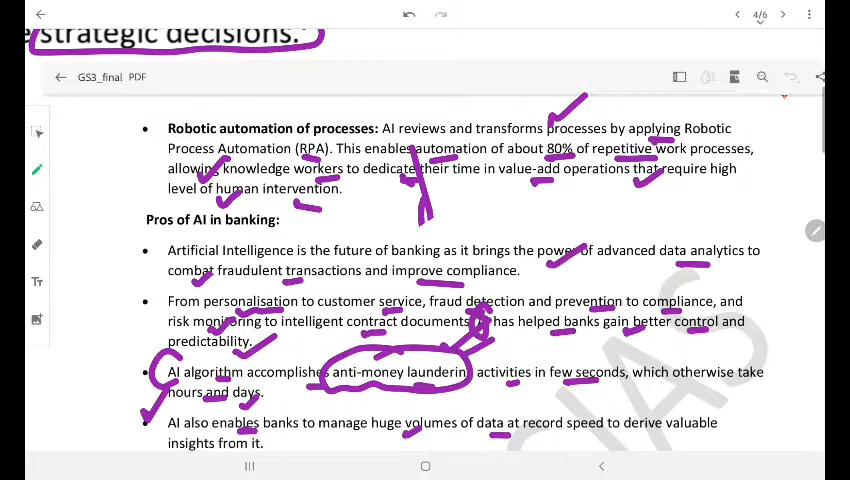 4/6
e strategic decisions.
GS3_final PDF
• Robotic automation of processes: AI reviews and transforms processes by applying Robotic
Process Automation (RPA). This enables automation of about 80% of repetitive work processes,
allowing knowledge workers to dedicate their time in value-add operations that require high
level of human intervention.
Pros of AI in banking:
• Artificial Intelligence is the future of banking as it brings the power of advanced data analytics to
combat fraudulent transactions and improve compliance.
• From personalisation to customer service, fraud detection and prevention to compliance, and
risk monitoring to intelligent contract documents has helped banks gain better control and
predictability.
• AI algorithm accomplishes anti-money laundering activities in few seconds, which otherwise take
hours and days.
• AI also enables banks to manage huge volumes of data at record speed to derive valuable
insights from it.
Tт
IAS